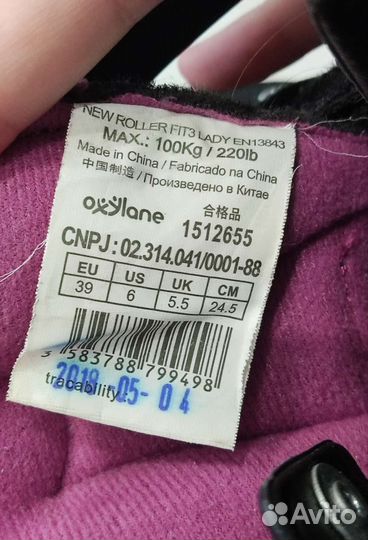 NEW ROLLER FIT3 LADY EN13843
MAX.: 100Kg / 220lb
Made in China / Fabricado na China
中国制造 / Произведено в Китае
oxylane 合格品
1512655
CNPJ: 02.314.041/0001-88
EU US UK CM
39 6 5.5 24.5
3 583788 799498
tracability:
2018-05-04
Avito